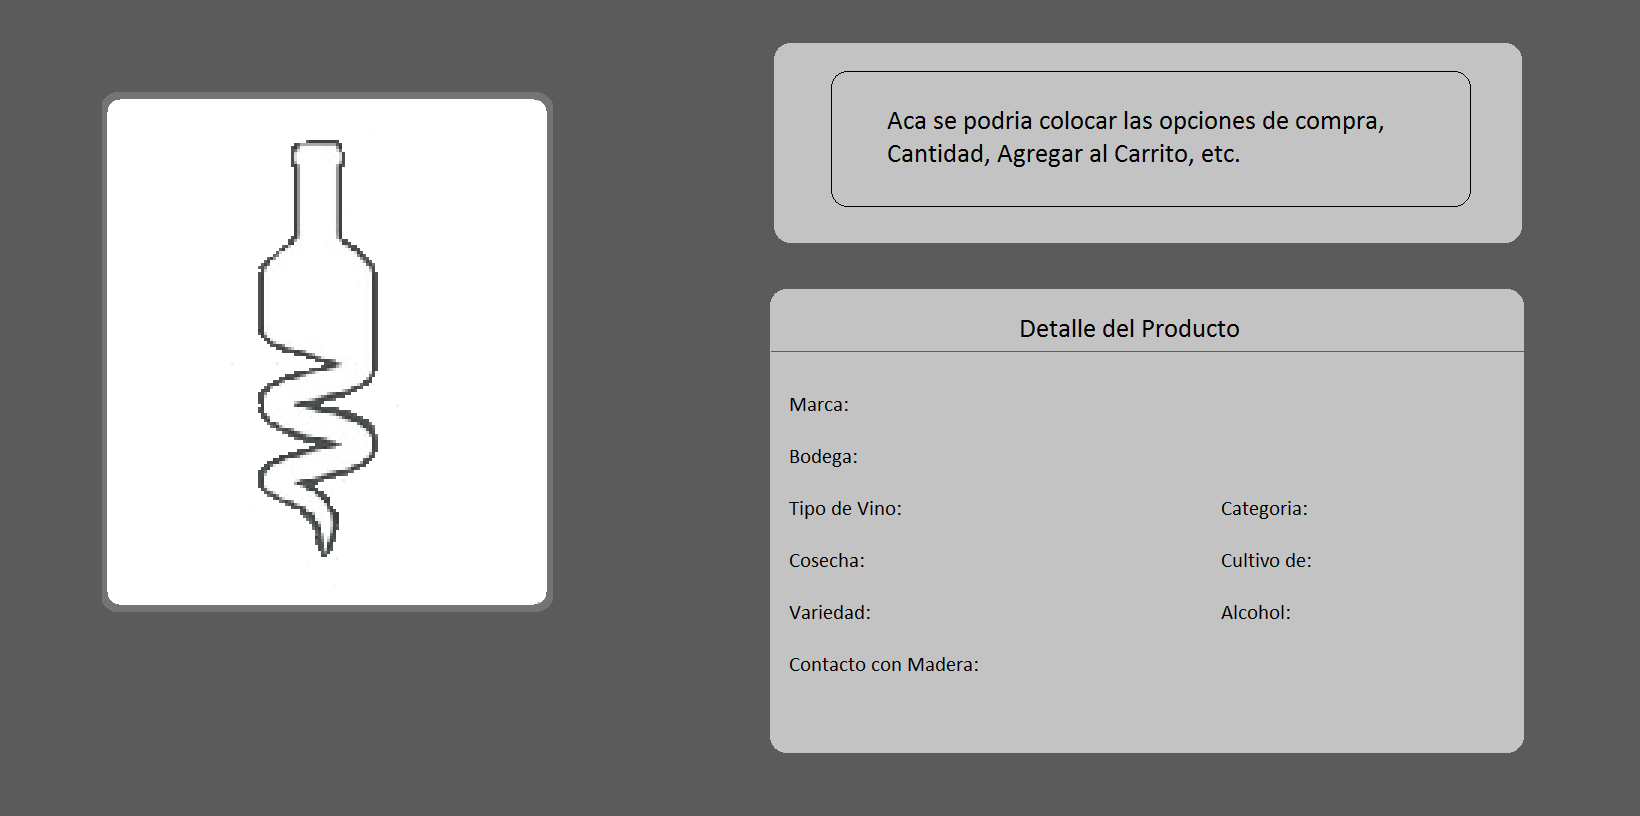 Aca se podria colocar las opciones de compra,
Cantidad, Agregar al Carrito, etc.
Detalle del Producto
Marca:
Bodega:
Tipo de Vino:
Categoria:
Cosecha:
Cultivo de:
Variedad:
Alcohol:
Contacto con Madera: